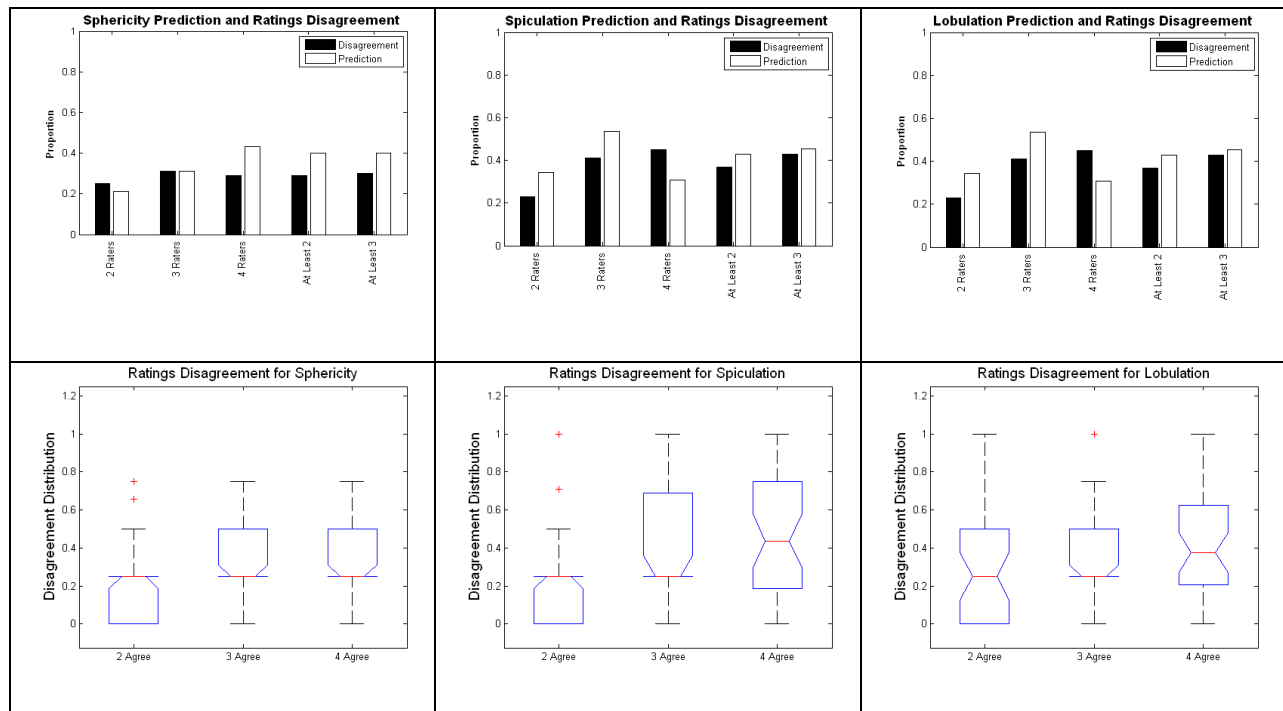 Sphericity Prediction and Ratings Disagreement
1
0.8
0.6
0.4
0.2
0
Proportion
Disagreement
Prediction
2 Raters
3 Raters
4 Raters
At Least 2
At Least 3
Spiculation Prediction and Ratings Disagreement
1
0.8
0.6
0.4
0.2
0
Proportion
Disagreement
Prediction
2 Raters
3 Raters
4 Raters
At Least 2
At Least 3
Lobulation Prediction and Ratings Disagreement
1
0.8
0.6
0.4
0.2
0
Proportion
Disagreement
Prediction
2 Raters
3 Raters
4 Raters
At Least 2
At Least 3
Ratings Disagreement for Sphericity
1.2
1
0.8
0.6
0.4
0.2
0
Disagreement Distribution
2 Agree
3 Agree
4 Agree
Ratings Disagreement for Spiculation
1.2
1
0.8
0.6
0.4
0.2
0
Disagreement Distribution
2 Agree
3 Agree
4 Agree
Ratings Disagreement for Lobulation
1.2
1
0.8
0.6
0.4
0.2
0
Disagreement Distribution
2 Agree
3 Agree
4 Agree